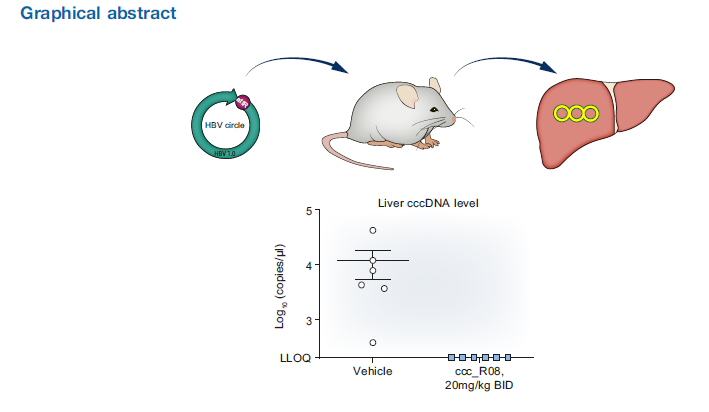 Graphical abstract
attR
HBV circle
HBV 1.0
Liver cccDNA level
5
4
3
LLOQ
Log10 (copies/µl)
Vehicle
ccc_R08,
20mg/kg BID